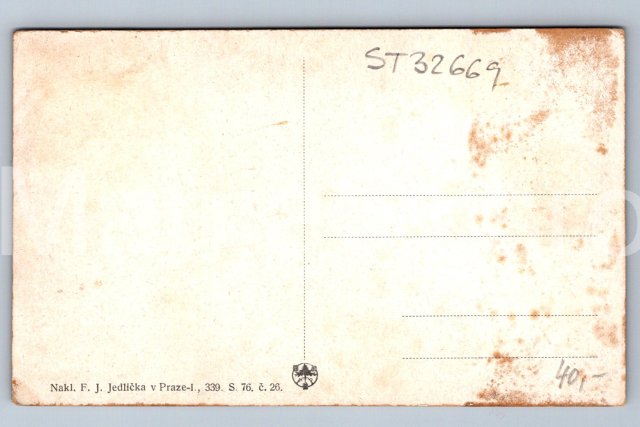 ST32669
Nakl. F. J. Jedlička v Praze-I., 339. S. 76. č. 26.
40,-